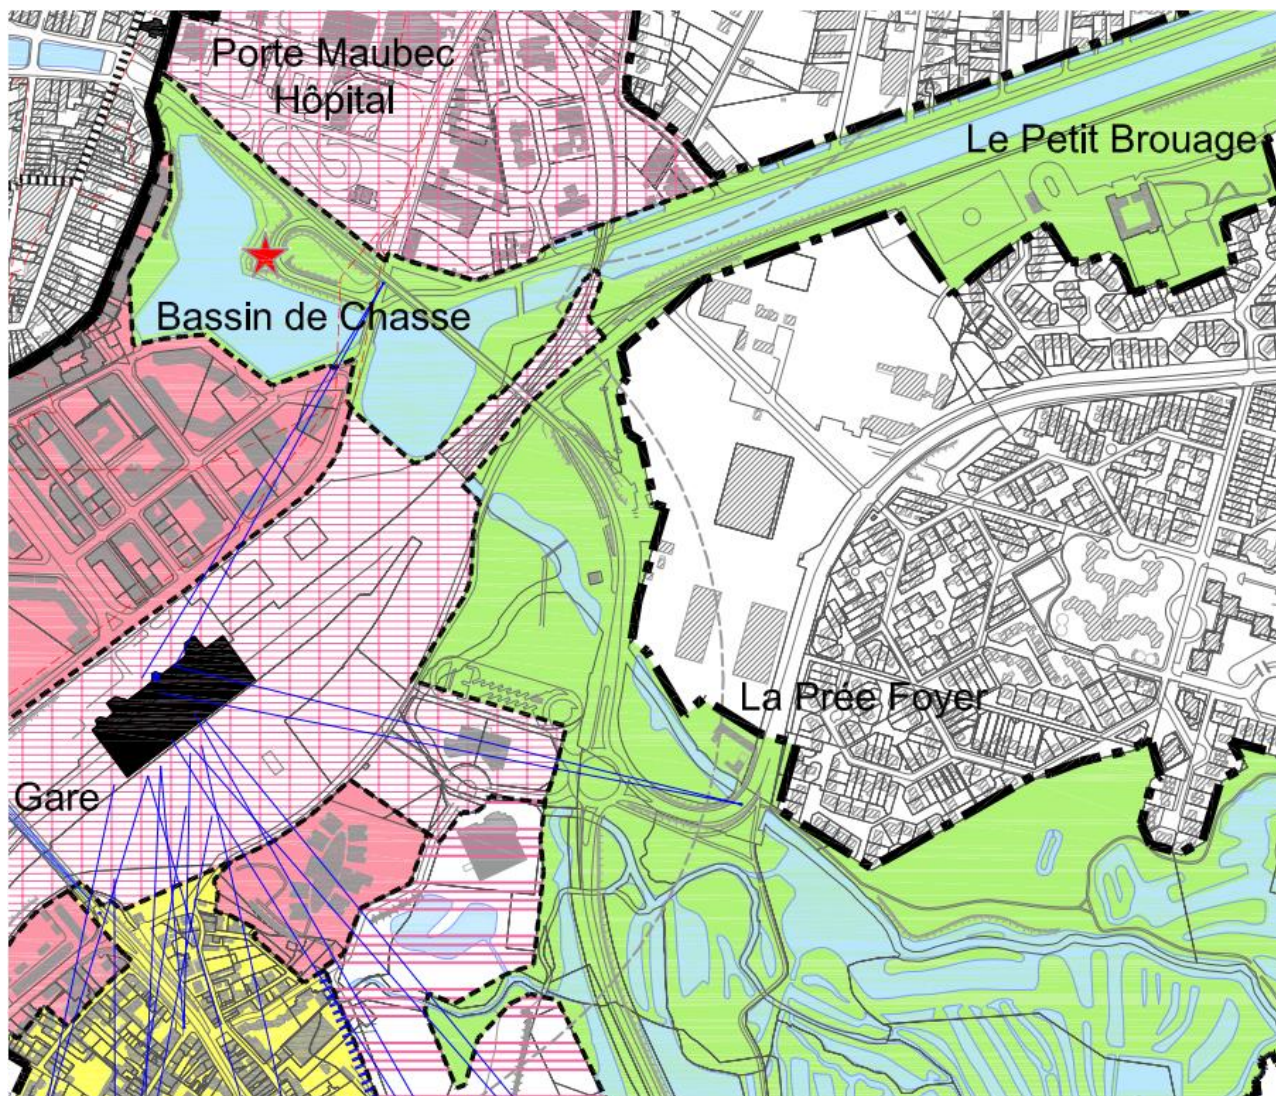 Porte Maubec
Hôpital
Le Petit Brouage
Bassin de Chasse
La Prée Foyer
Gare